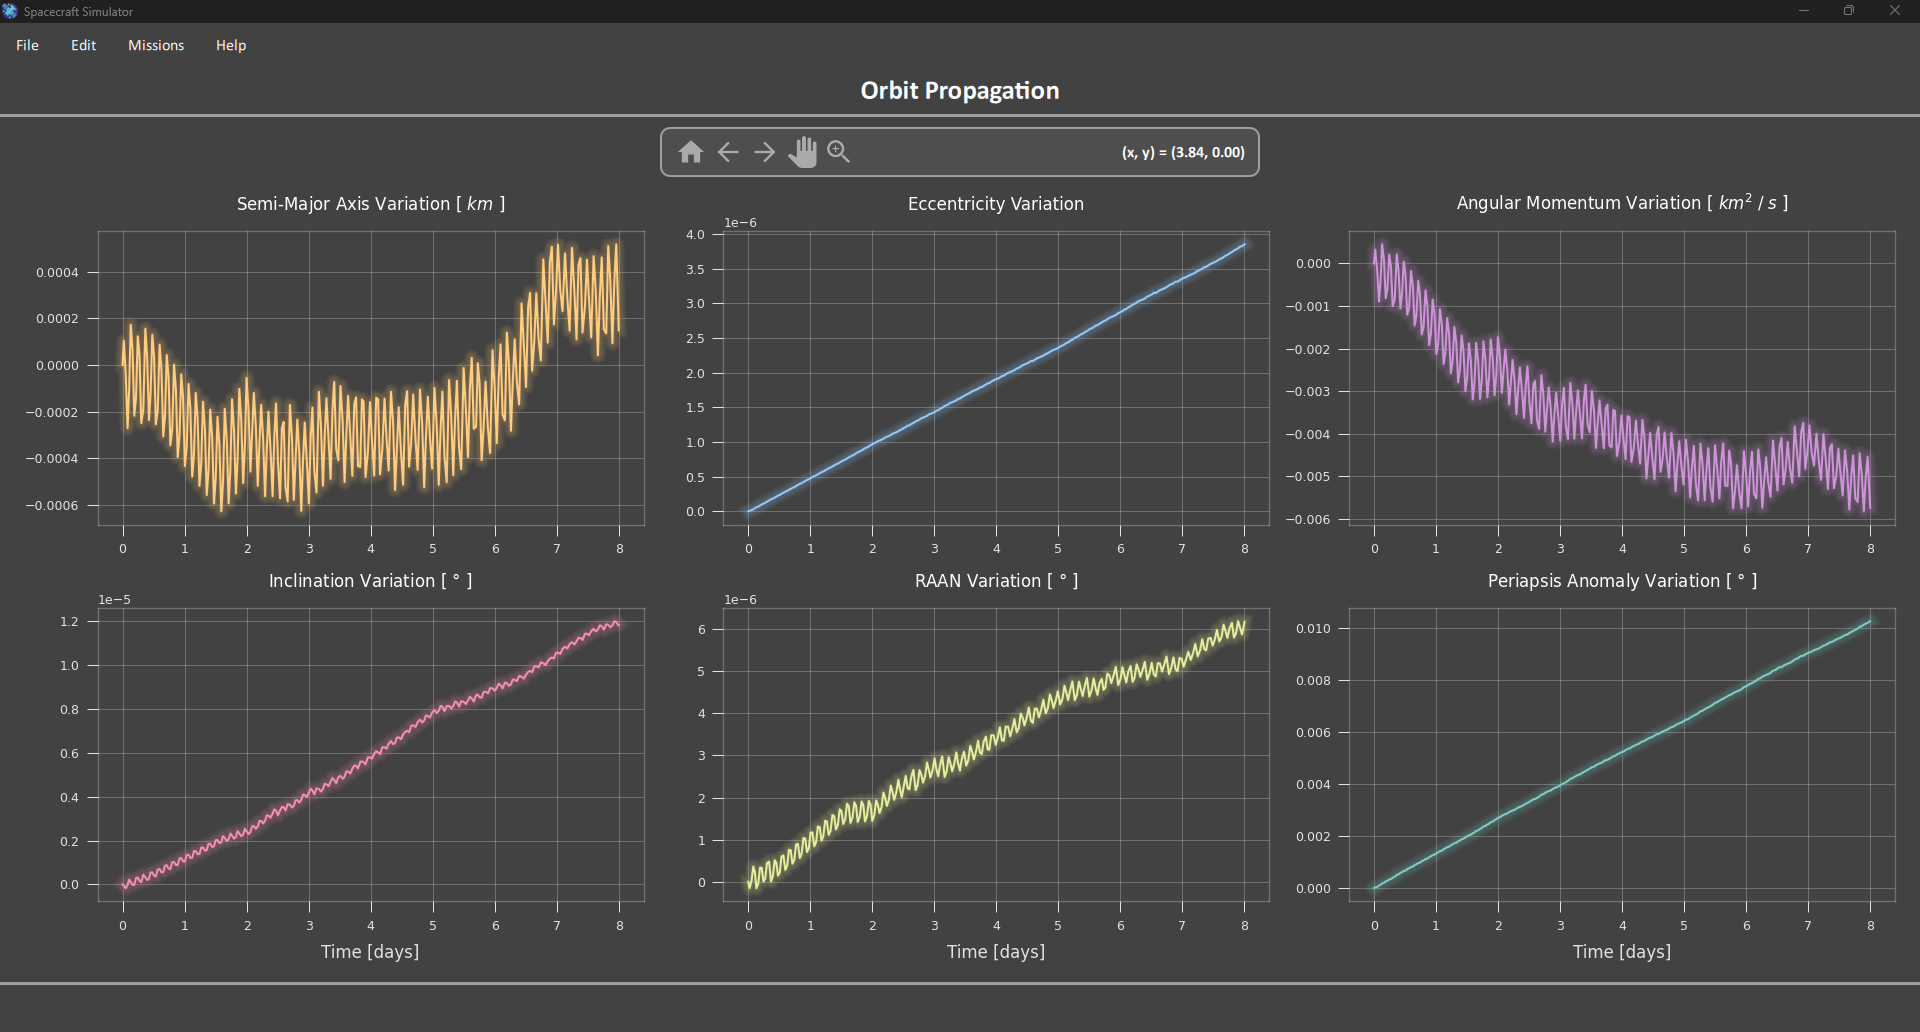 Spacecraft Simulator
File Edit Missions Help
Orbit Propagation
(x, y) = (3.84, 0.00)
Semi-Major Axis Variation [ km ]
0.0004
0.0002
0.0000
−0.0002
−0.0004
−0.0006
0 1 2 3 4 5 6 7 8
Eccentricity Variation
1e−6
4.0
3.5
3.0
2.5
2.0
1.5
1.0
0.5
0.0
0 1 2 3 4 5 6 7 8
Angular Momentum Variation [ km² / s ]
0.000
−0.001
−0.002
−0.003
−0.004
−0.005
−0.006
0 1 2 3 4 5 6 7 8
Inclination Variation [ ° ]
1e−5
1.2
1.0
0.8
0.6
0.4
0.2
0.0
0 1 2 3 4 5 6 7 8
Time [days]
RAAN Variation [ ° ]
1e−6
6
5
4
3
2
1
0
0 1 2 3 4 5 6 7 8
Time [days]
Periapsis Anomaly Variation [ ° ]
0.010
0.008
0.006
0.004
0.002
0.000
0 1 2 3 4 5 6 7 8
Time [days]